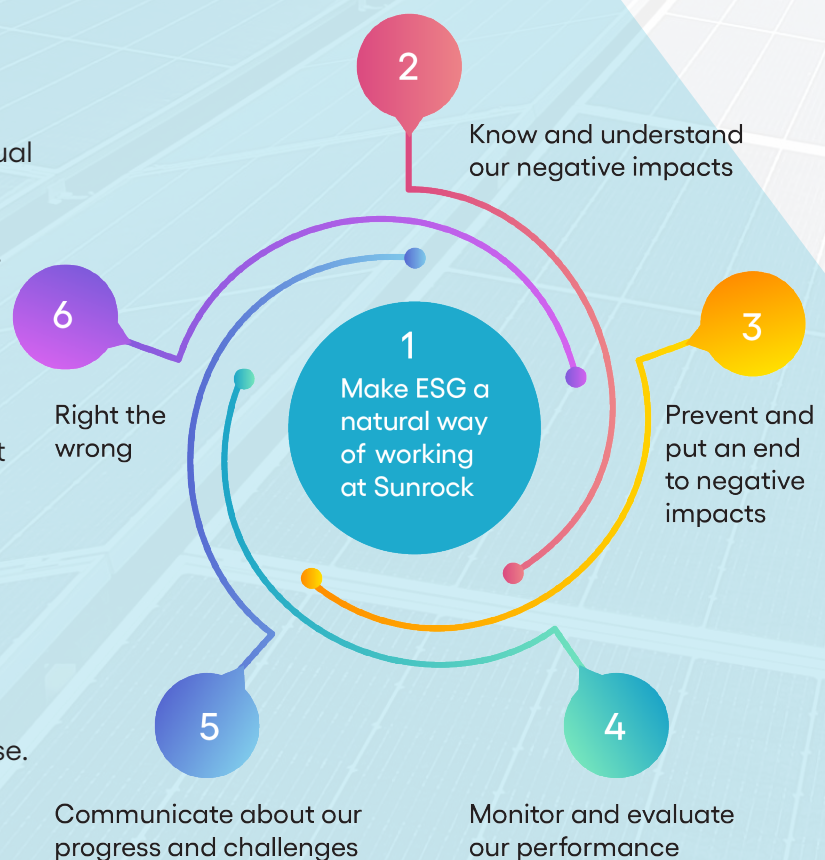 2
Know and understand
our negative impacts
6
3
1
Make ESG a
natural way
of working
at Sunrock
Right the
wrong
Prevent and
put an end
to negative
impacts
5
4
Communicate about our
progress and challenges
Monitor and evaluate
our performance